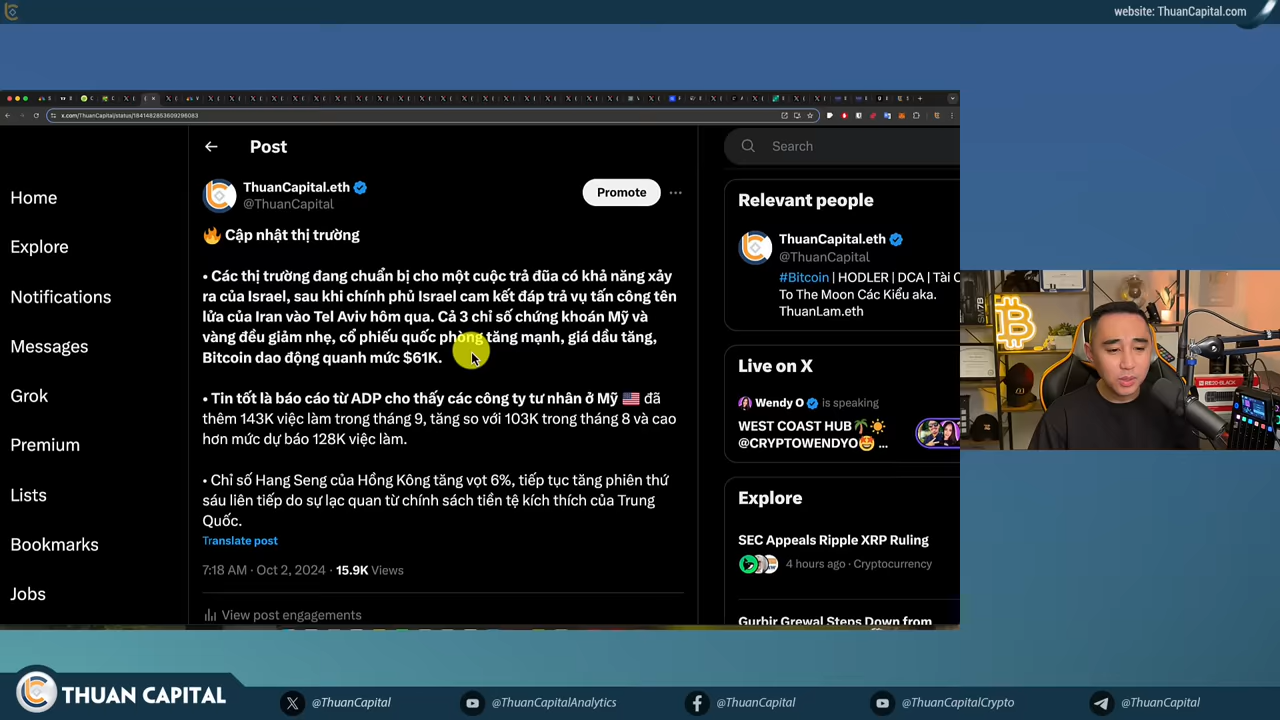 website: ThuanCapital.com
x.com/ThuanCapital/status/1841482853609296083
Post
Search
Home
Explore
Notifications
Messages
Grok
Premium
Lists
Bookmarks
Jobs
ThuanCapital.eth
@ThuanCapital
Promote
🔥 Cập nhật thị trường
• Các thị trường đang chuẩn bị cho một cuộc trả đũa có khả năng xảy
ra của Israel, sau khi chính phủ Israel cam kết đáp trả vụ tấn công tên
lửa của Iran vào Tel Aviv hôm qua. Cả 3 chỉ số chứng khoán Mỹ và
vàng đều giảm nhẹ, cổ phiếu quốc phòng tăng mạnh, giá dầu tăng,
Bitcoin dao động quanh mức $61K.
• Tin tốt là báo cáo từ ADP cho thấy các công ty tư nhân ở Mỹ 🇺🇸 đã
thêm 143K việc làm trong tháng 9, tăng so với 103K trong tháng 8 và cao
hơn mức dự báo 128K việc làm.
• Chỉ số Hang Seng của Hồng Kông tăng vọt 6%, tiếp tục tăng phiên thứ
sáu liên tiếp do sự lạc quan từ chính sách tiền tệ kích thích của Trung
Quốc.
Translate post
7:18 AM · Oct 2, 2024 · 15.9K Views
View post engagements
Relevant people
ThuanCapital.eth
@ThuanCapital
#Bitcoin | HODLER | DCA | Tài C
To The Moon Các Kiểu aka.
ThuanLam.eth
Live on X
Wendy O is speaking
WEST COAST HUB🌴☀️
@CRYPTOWENDYO🤩 ...
Explore
SEC Appeals Ripple XRP Ruling
4 hours ago · Cryptocurrency
Gurbir Grewal Steps Down from
THUAN CAPITAL
@ThuanCapital
@ThuanCapitalAnalytics
@ThuanCapital
@ThuanCapitalCrypto
@ThuanCapital